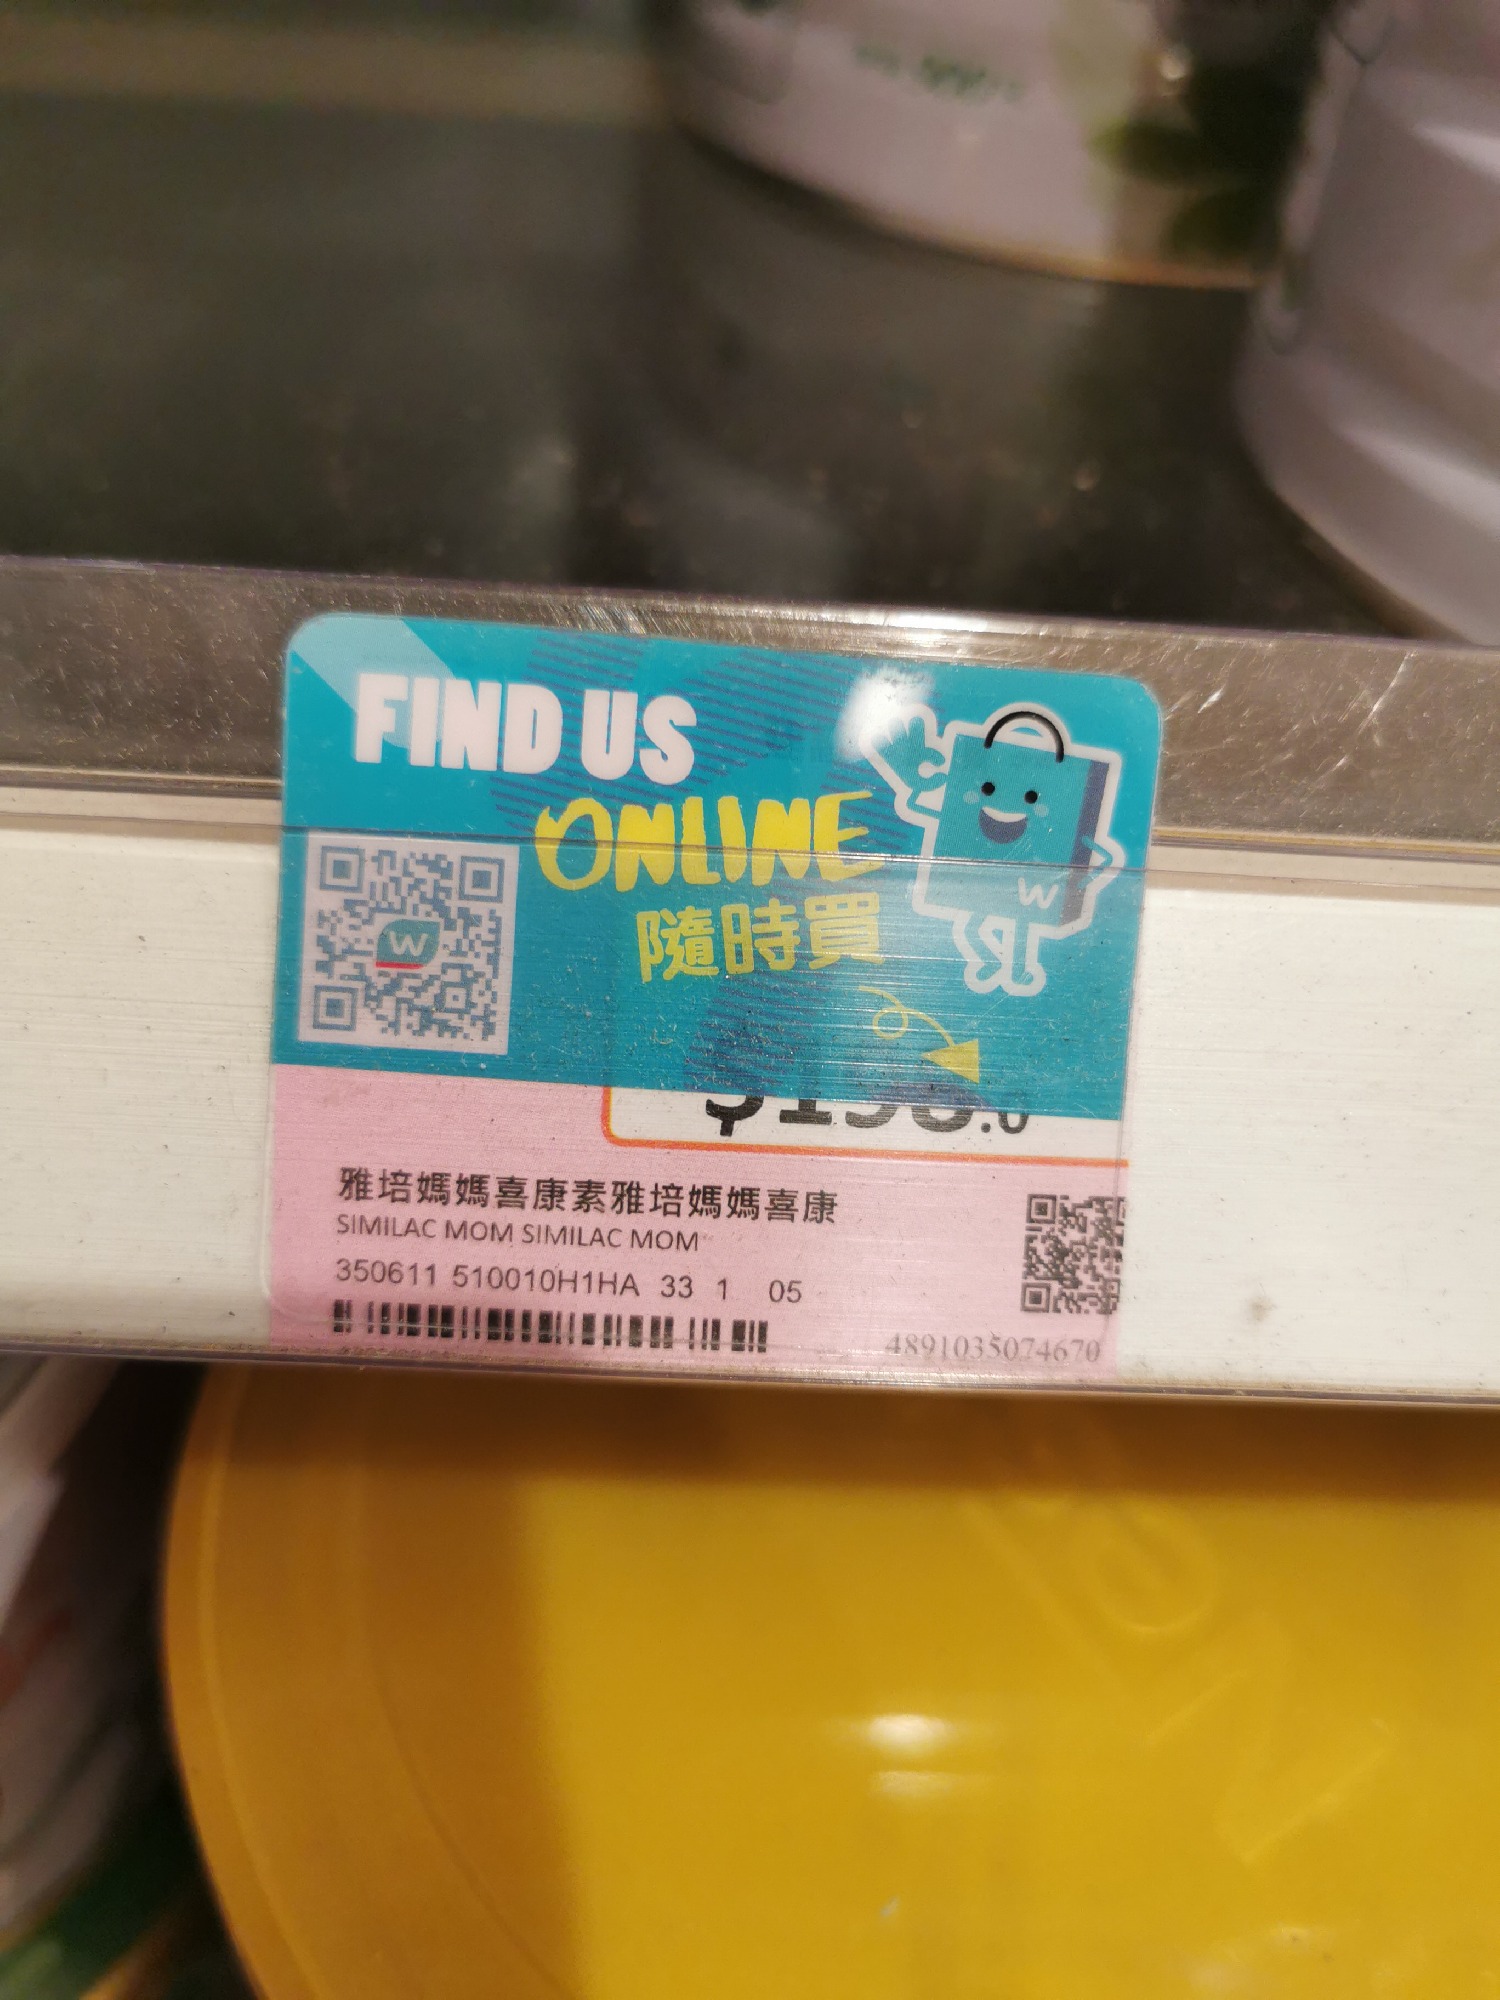 FIND US
ONLINE
隨時買
W
W
雅培媽媽喜康素雅培媽媽喜康
SIMILAC MOM SIMILAC MOM
350611 510010H1HA 33 1 05
4891035074670